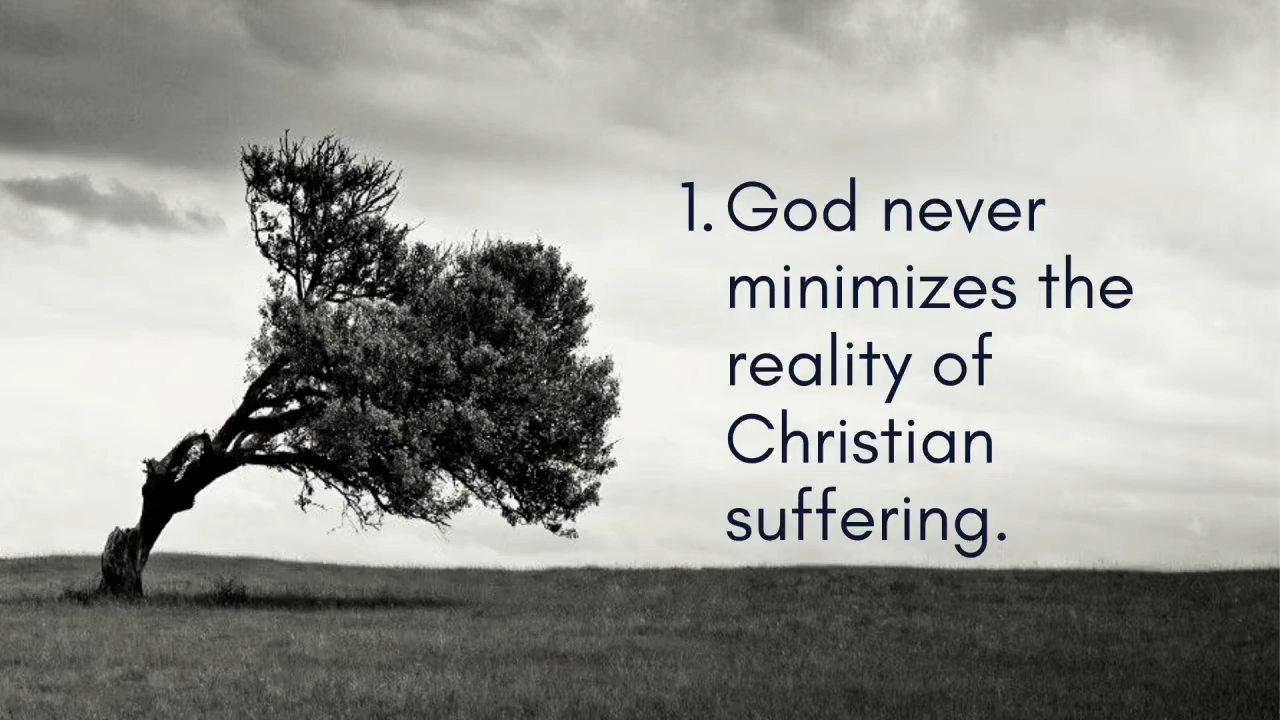 1. God never
minimizes the
reality of
Christian
suffering.